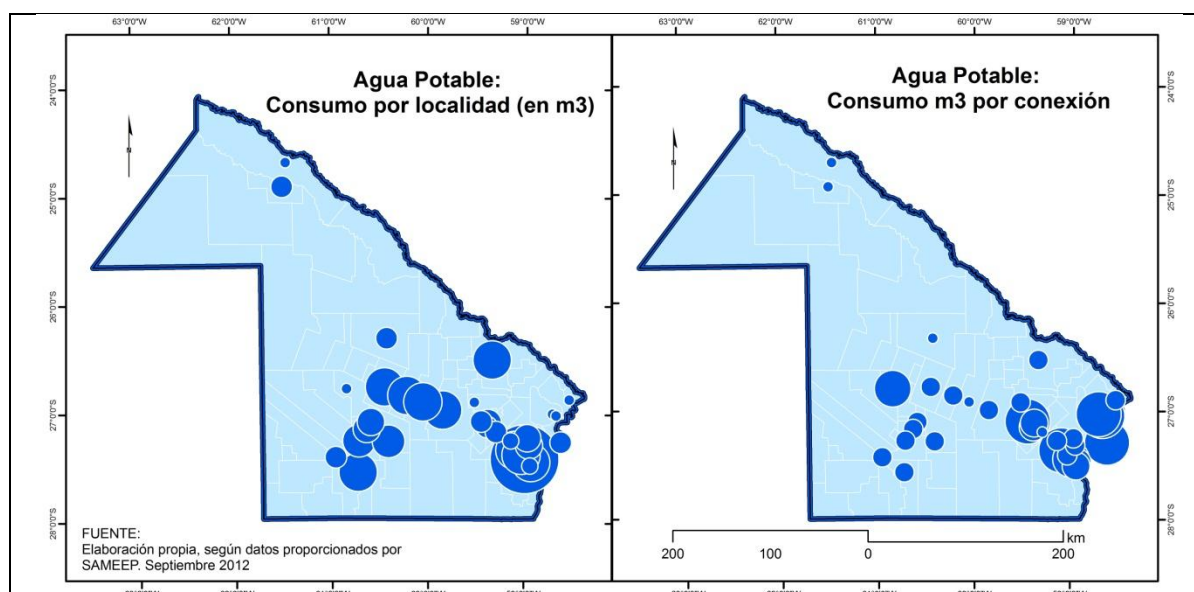 63°0'0"W 62°0'0"W 61°0'0"W 60°0'0"W 59°0'0"W
63°0'0"W 62°0'0"W 61°0'0"W 60°0'0"W 59°0'0"W
Agua Potable:
Consumo por localidad (en m3)
24°0'0"S
25°0'0"S
26°0'0"S
27°0'0"S
28°0'0"S
N
FUENTE:
Elaboración propia, según datos proporcionados por
SAMEEP. Septiembre 2012
Agua Potable:
Consumo m3 por conexión
N
24°0'0"S
25°0'0"S
26°0'0"S
27°0'0"S
28°0'0"S
km
200 100 0 200